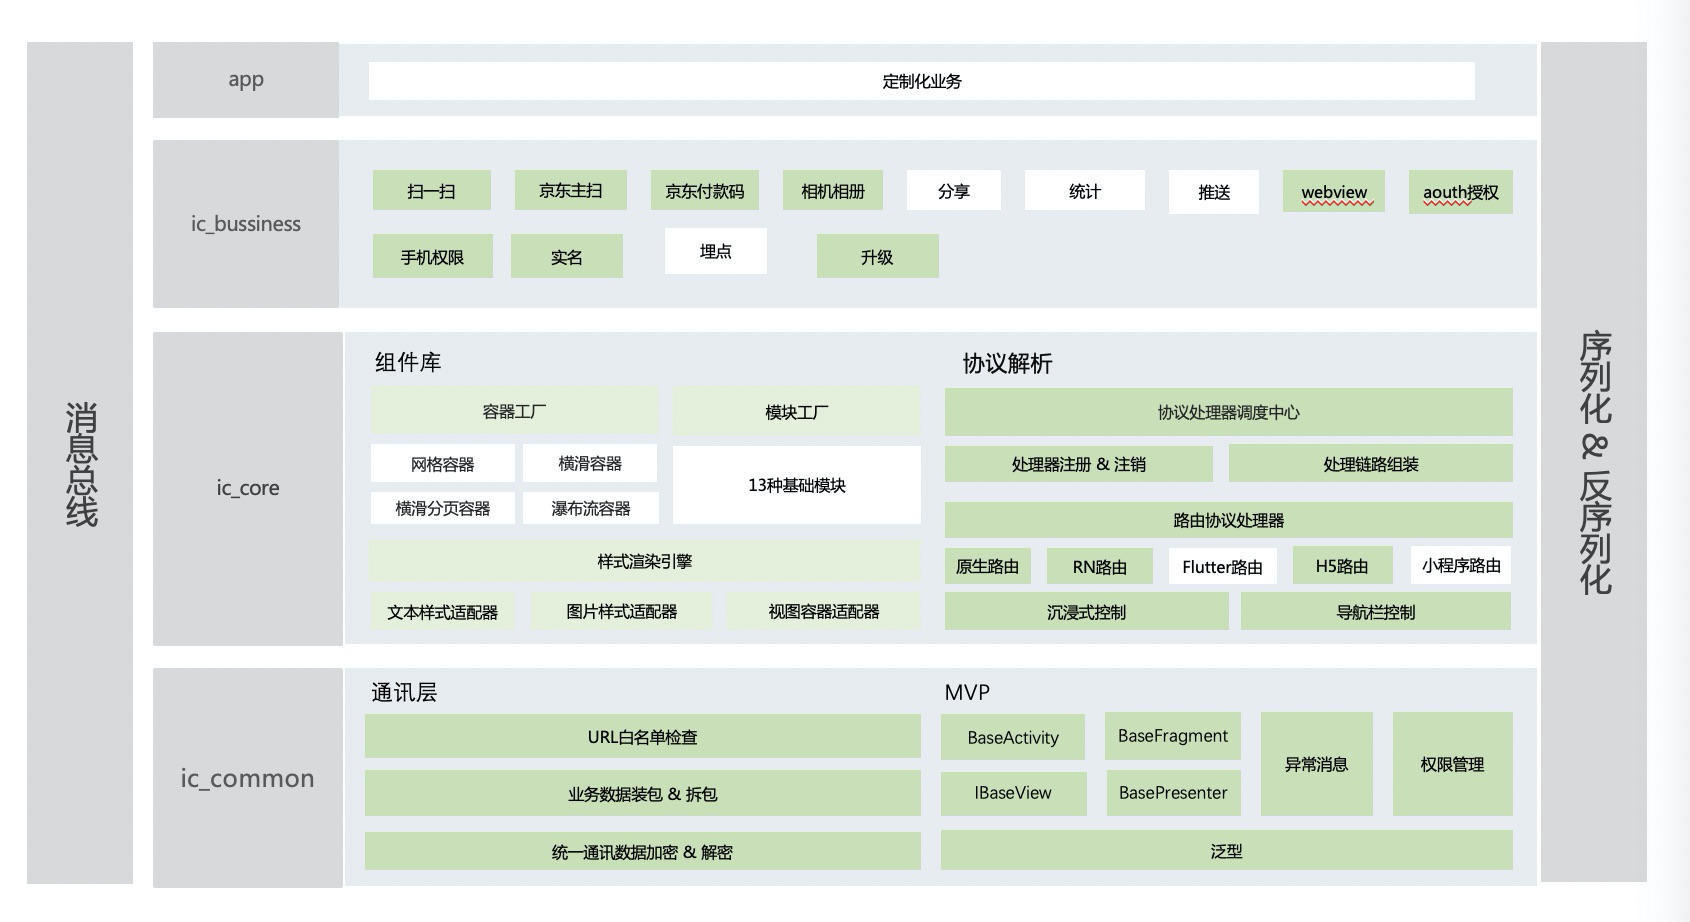 消息总线
app
定制化业务
ic_bussiness
扫一扫
京东主扫
京东付款码
相机相册
分享
统计
推送
webview
aouth授权
手机权限
实名
埋点
升级
ic_core
组件库
容器工厂
模块工厂
网格容器
横滑容器
横滑分页容器
瀑布流容器
13种基础模块
样式渲染引擎
文本样式适配器
图片样式适配器
视图容器适配器
协议解析
协议处理器调度中心
处理器注册 & 注销
处理链路组装
路由协议处理器
原生路由
RN路由
Flutter路由
H5路由
小程序路由
沉浸式控制
导航栏控制
ic_common
通讯层
URL白名单检查
业务数据装包 & 拆包
统一通讯数据加密 & 解密
MVP
BaseActivity
BaseFragment
IBaseView
BasePresenter
异常消息
权限管理
泛型
序列化 & 反序列化